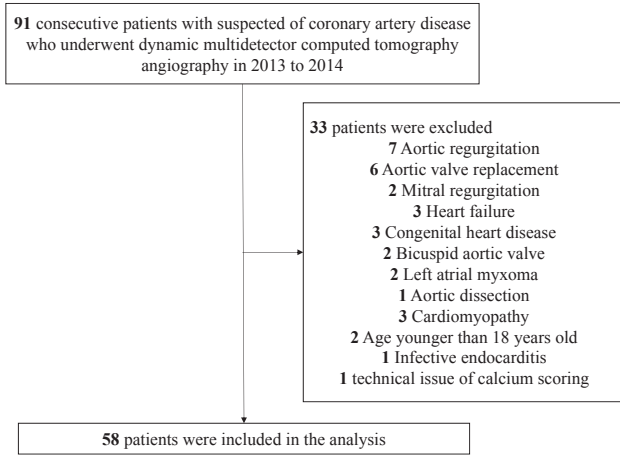 91 consecutive patients with suspected of coronary artery disease
who underwent dynamic multidetector computed tomography
angiography in 2013 to 2014
33 patients were excluded
7 Aortic regurgitation
6 Aortic valve replacement
2 Mitral regurgitation
3 Heart failure
3 Congenital heart disease
2 Bicuspid aortic valve
2 Left atrial myxoma
1 Aortic dissection
3 Cardiomyopathy
2 Age younger than 18 years old
1 Infective endocarditis
1 technical issue of calcium scoring
58 patients were included in the analysis